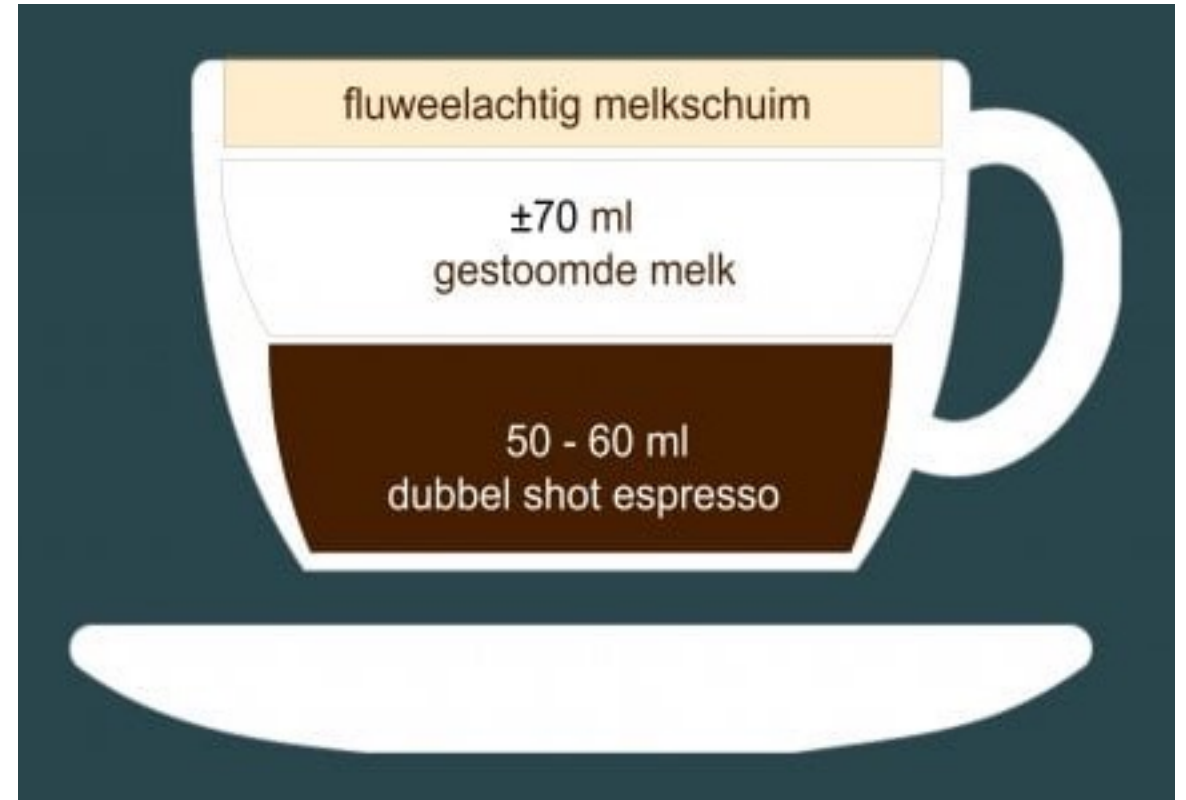 fluweelachtig melkschuim
±70 ml
gestoomde melk
50 - 60 ml
dubbel shot espresso